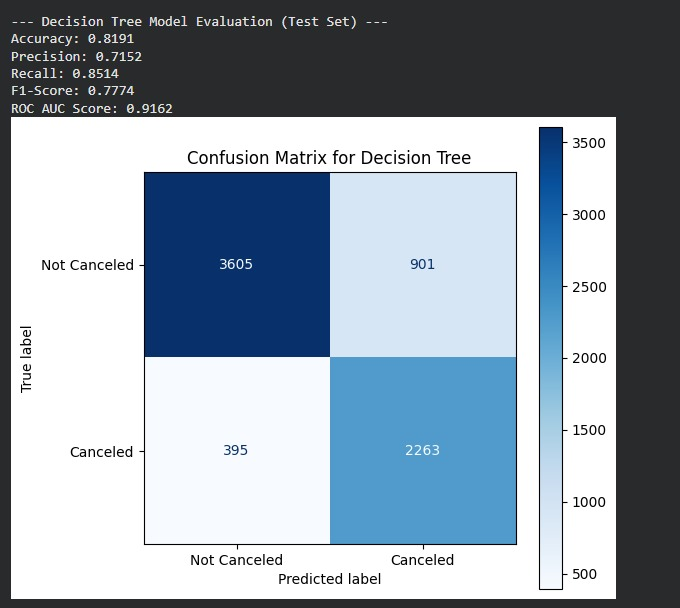 --- Decision Tree Model Evaluation (Test Set) ---
Accuracy: 0.8191
Precision: 0.7152
Recall: 0.8514
F1-Score: 0.7774
ROC AUC Score: 0.9162
Confusion Matrix for Decision Tree
True label
Not Canceled
3605
901
Canceled
395
2263
Not Canceled
Canceled
Predicted label
3500
3000
2500
2000
1500
1000
500